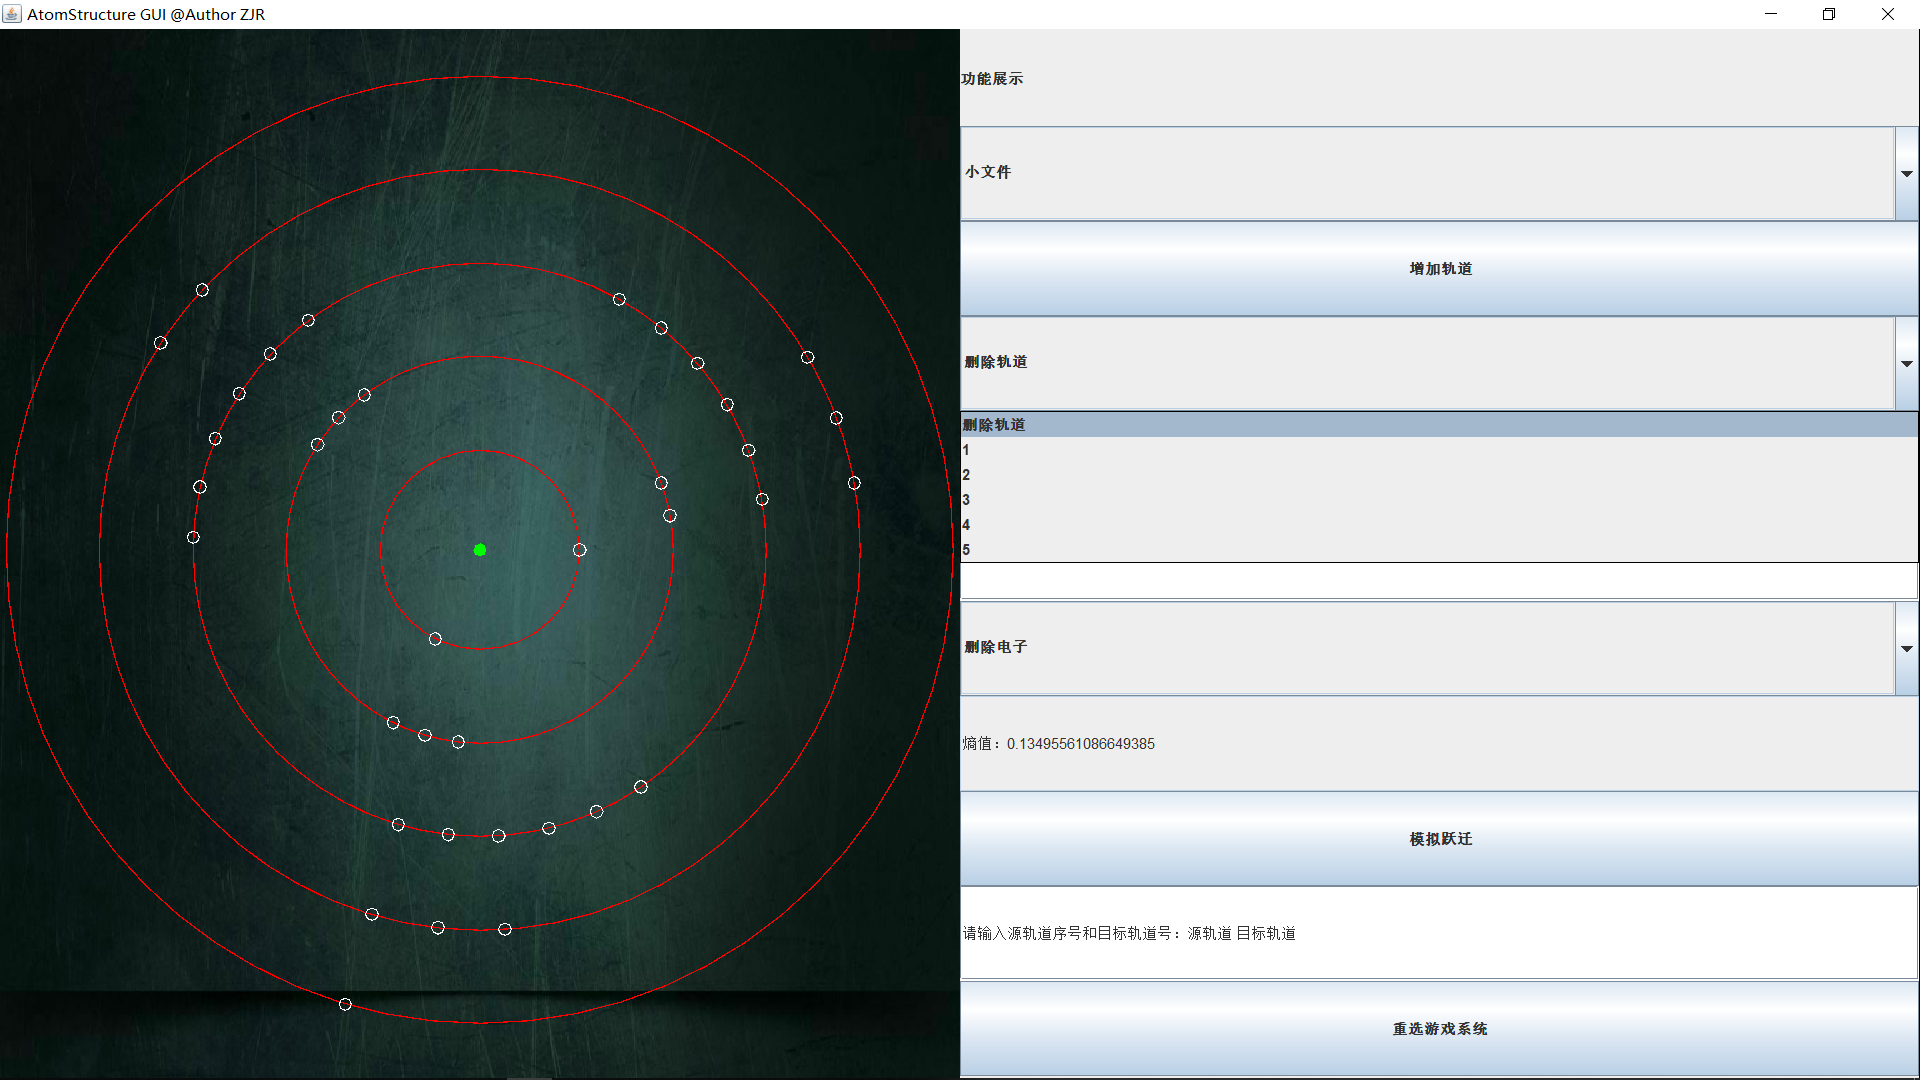 AtomStructure GUI @Author ZJR
功能展示
小文件
增加轨道
删除轨道
删除轨道
1
2
3
4
5
删除电子
熵值：0.13495561086649385
模拟跃迁
请输入源轨道序号和目标轨道号：源轨道 目标轨道
重选游戏系统